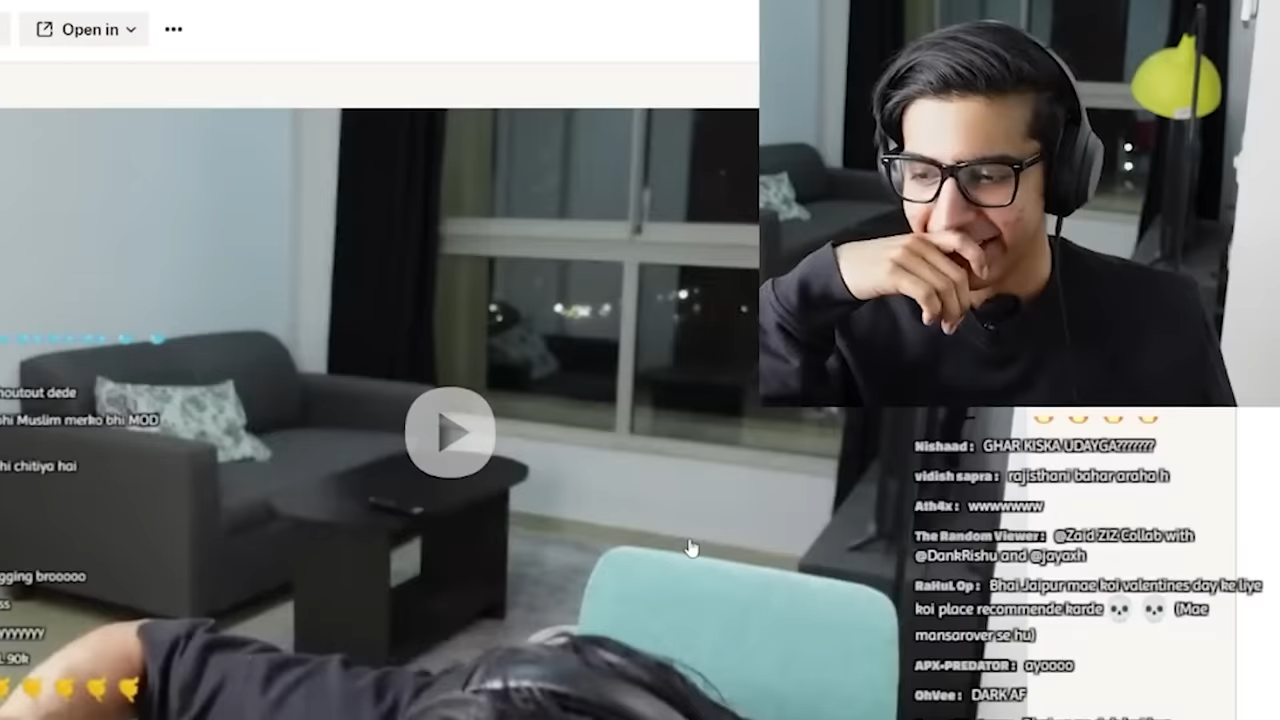 Open in
houtout dede
bhi Muslim merko bhi MOD
hi chitiya hai
gging brooooo
ss
yyyyyyy
L 90k
Nishaad : GHAR KISKA UDAYGA???????
vidish sapra : rajisthani bahar araha h
Ath4x : wwwwwww
The Random Viewer : @Zaid ZIZ Collab with
@DankRishu and @jayaxh
RaHuL Op : Bhai Jaipur mae koi valentines day ke liye
koi place recommende karde 💀 💀 (Mae
mansarover se hu)
APX-PREDATOR : ayoooo
OhVee : DARK AF